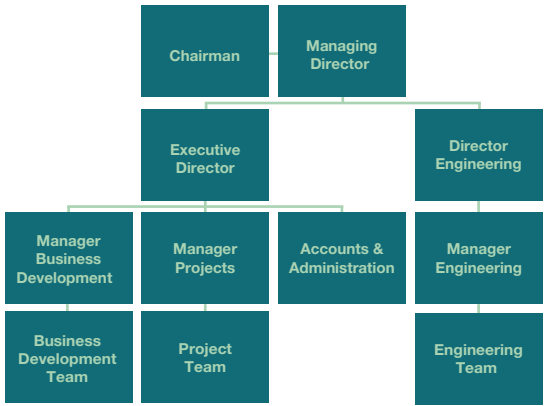 Chairman
Managing
Director
Executive
Director
Director
Engineering
Manager
Business
Development
Manager
Projects
Accounts &
Administration
Manager
Engineering
Business
Development
Team
Project
Team
Engineering
Team